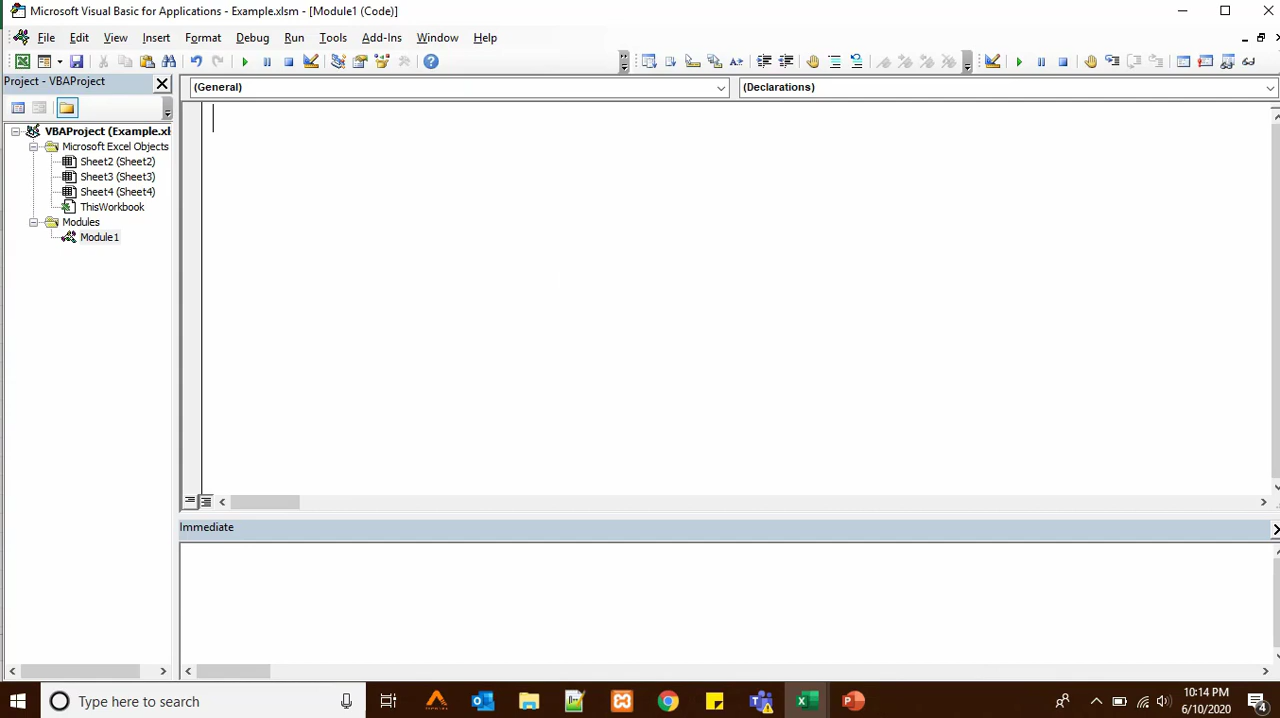 Microsoft Visual Basic for Applications - Example.xlsm - [Module1 (Code)]
File Edit View Insert Format Debug Run Tools Add-Ins Window Help
Project - VBAProject
(General) (Declarations)
VBAProject (Example.xl
Microsoft Excel Objects
Sheet2 (Sheet2)
Sheet3 (Sheet3)
Sheet4 (Sheet4)
ThisWorkbook
Modules
Module1
Immediate
Type here to search
10:14 PM
6/10/2020
4